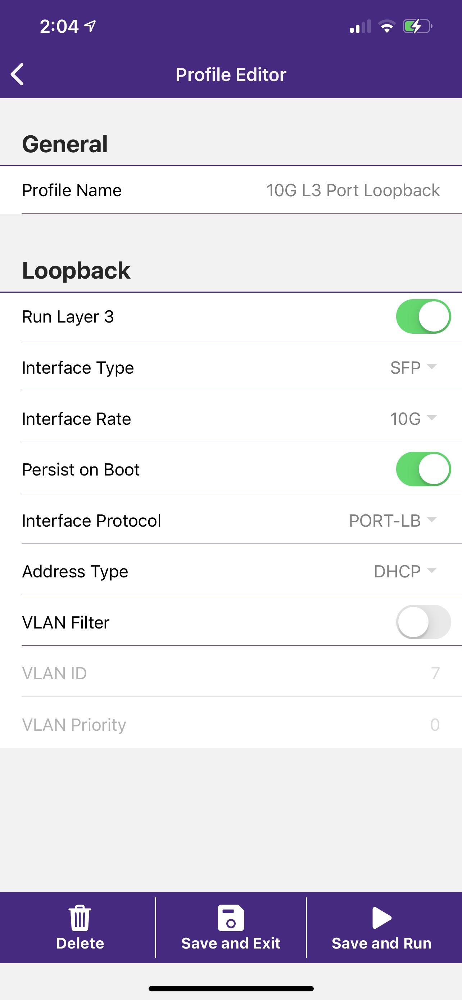 2:04
Profile Editor
General
Profile Name 10G L3 Port Loopback
Loopback
Run Layer 3
Interface Type SFP
Interface Rate 10G
Persist on Boot
Interface Protocol PORT-LB
Address Type DHCP
VLAN Filter
VLAN ID 7
VLAN Priority 0
Delete Save and Exit Save and Run